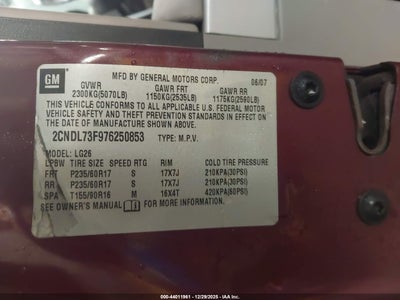 GM
MFD BY GENERAL MOTORS CORP. 06/07
GVWR GAWR FRT GAWR RR
2300KG(5070LB) 1150KG(2535LB) 1175KG(2590LB)
THIS VEHICLE CONFORMS TO ALL APPLICABLE U.S. FEDERAL MOTOR
VEHICLE SAFETY AND THEFT PREVENTION STANDARDS IN EFFECT ON THE
DATE OF MANUFACTURE SHOWN ABOVE.
2CNDL73F976250853 TYPE: M.P.V.
MODEL: LG26
LPBW TIRE SIZE SPEED RTG RIM COLD TIRE PRESSURE
FRT P235/60R17 S 17X7J 210KPA(30PSI)
RR P235/60R17 S 17X7J 210KPA(30PSI)
SPA T155/90R16 M 16X4T 420KPA(60PSI)
SEE OWNER'S MANUAL FOR MORE INFORMATION.
000-44011961 - 12/29/2025 - IAA Inc.